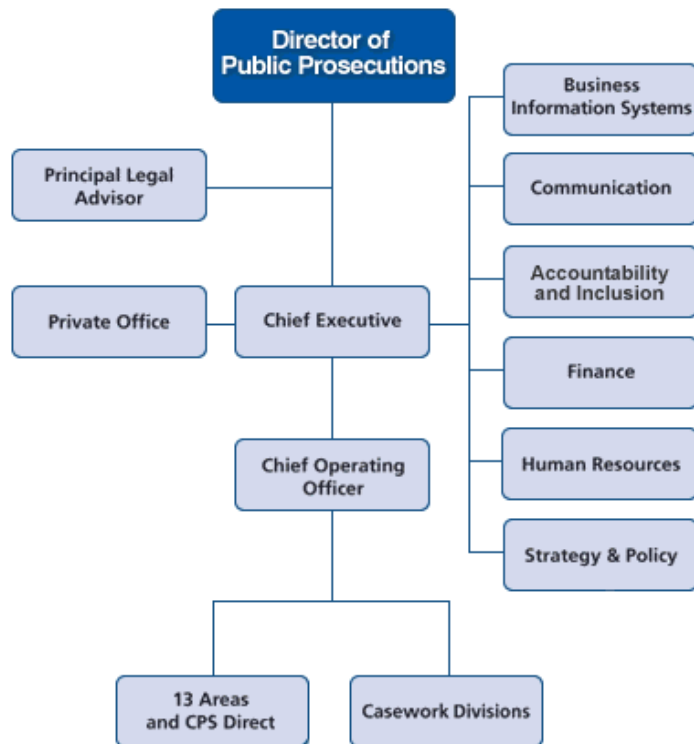 Director of
Public Prosecutions
Business
Information Systems
Principal Legal
Advisor
Communication
Accountability
and Inclusion
Private Office
Chief Executive
Finance
Chief Operating
Officer
Human Resources
Strategy & Policy
13 Areas
and CPS Direct
Casework Divisions